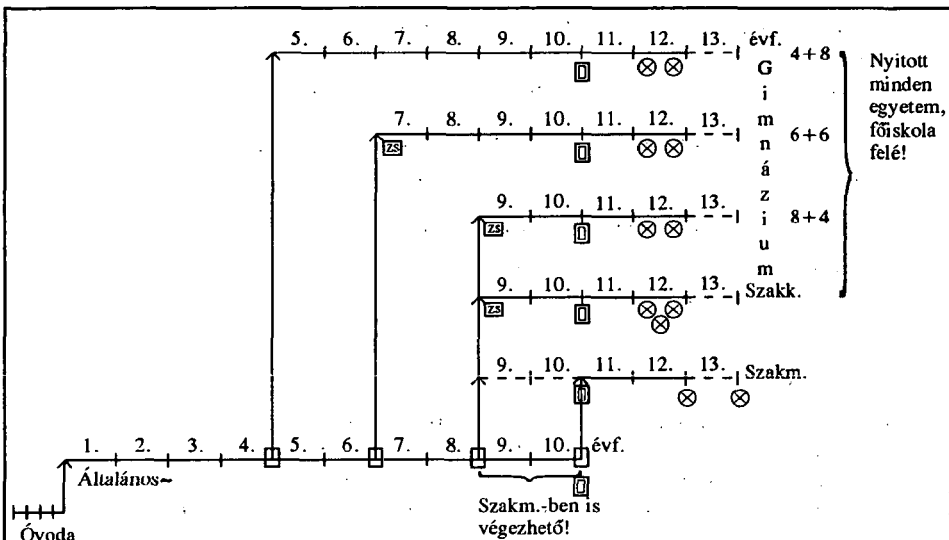 5. 6. 7. 8. 9. 10. 11. 12. 13. évf. 4+8
7. 8. 9. 10. 11. 12. 13. 6+6
zs
9. 10. 11. 12. 13. 8+4
zs
Gimnázium
9. 10. 11. 12. 13. Szakk.
zs
9. 10. 11. 12. 13. Szakm.
Nyitott
minden
egyetem,
főiskola
felé!
1. 2. 3. 4. 5. 6. 7. 8. 9. 10. évf.
Általános~
Szakm.-ben is
végezhető!
Óvoda